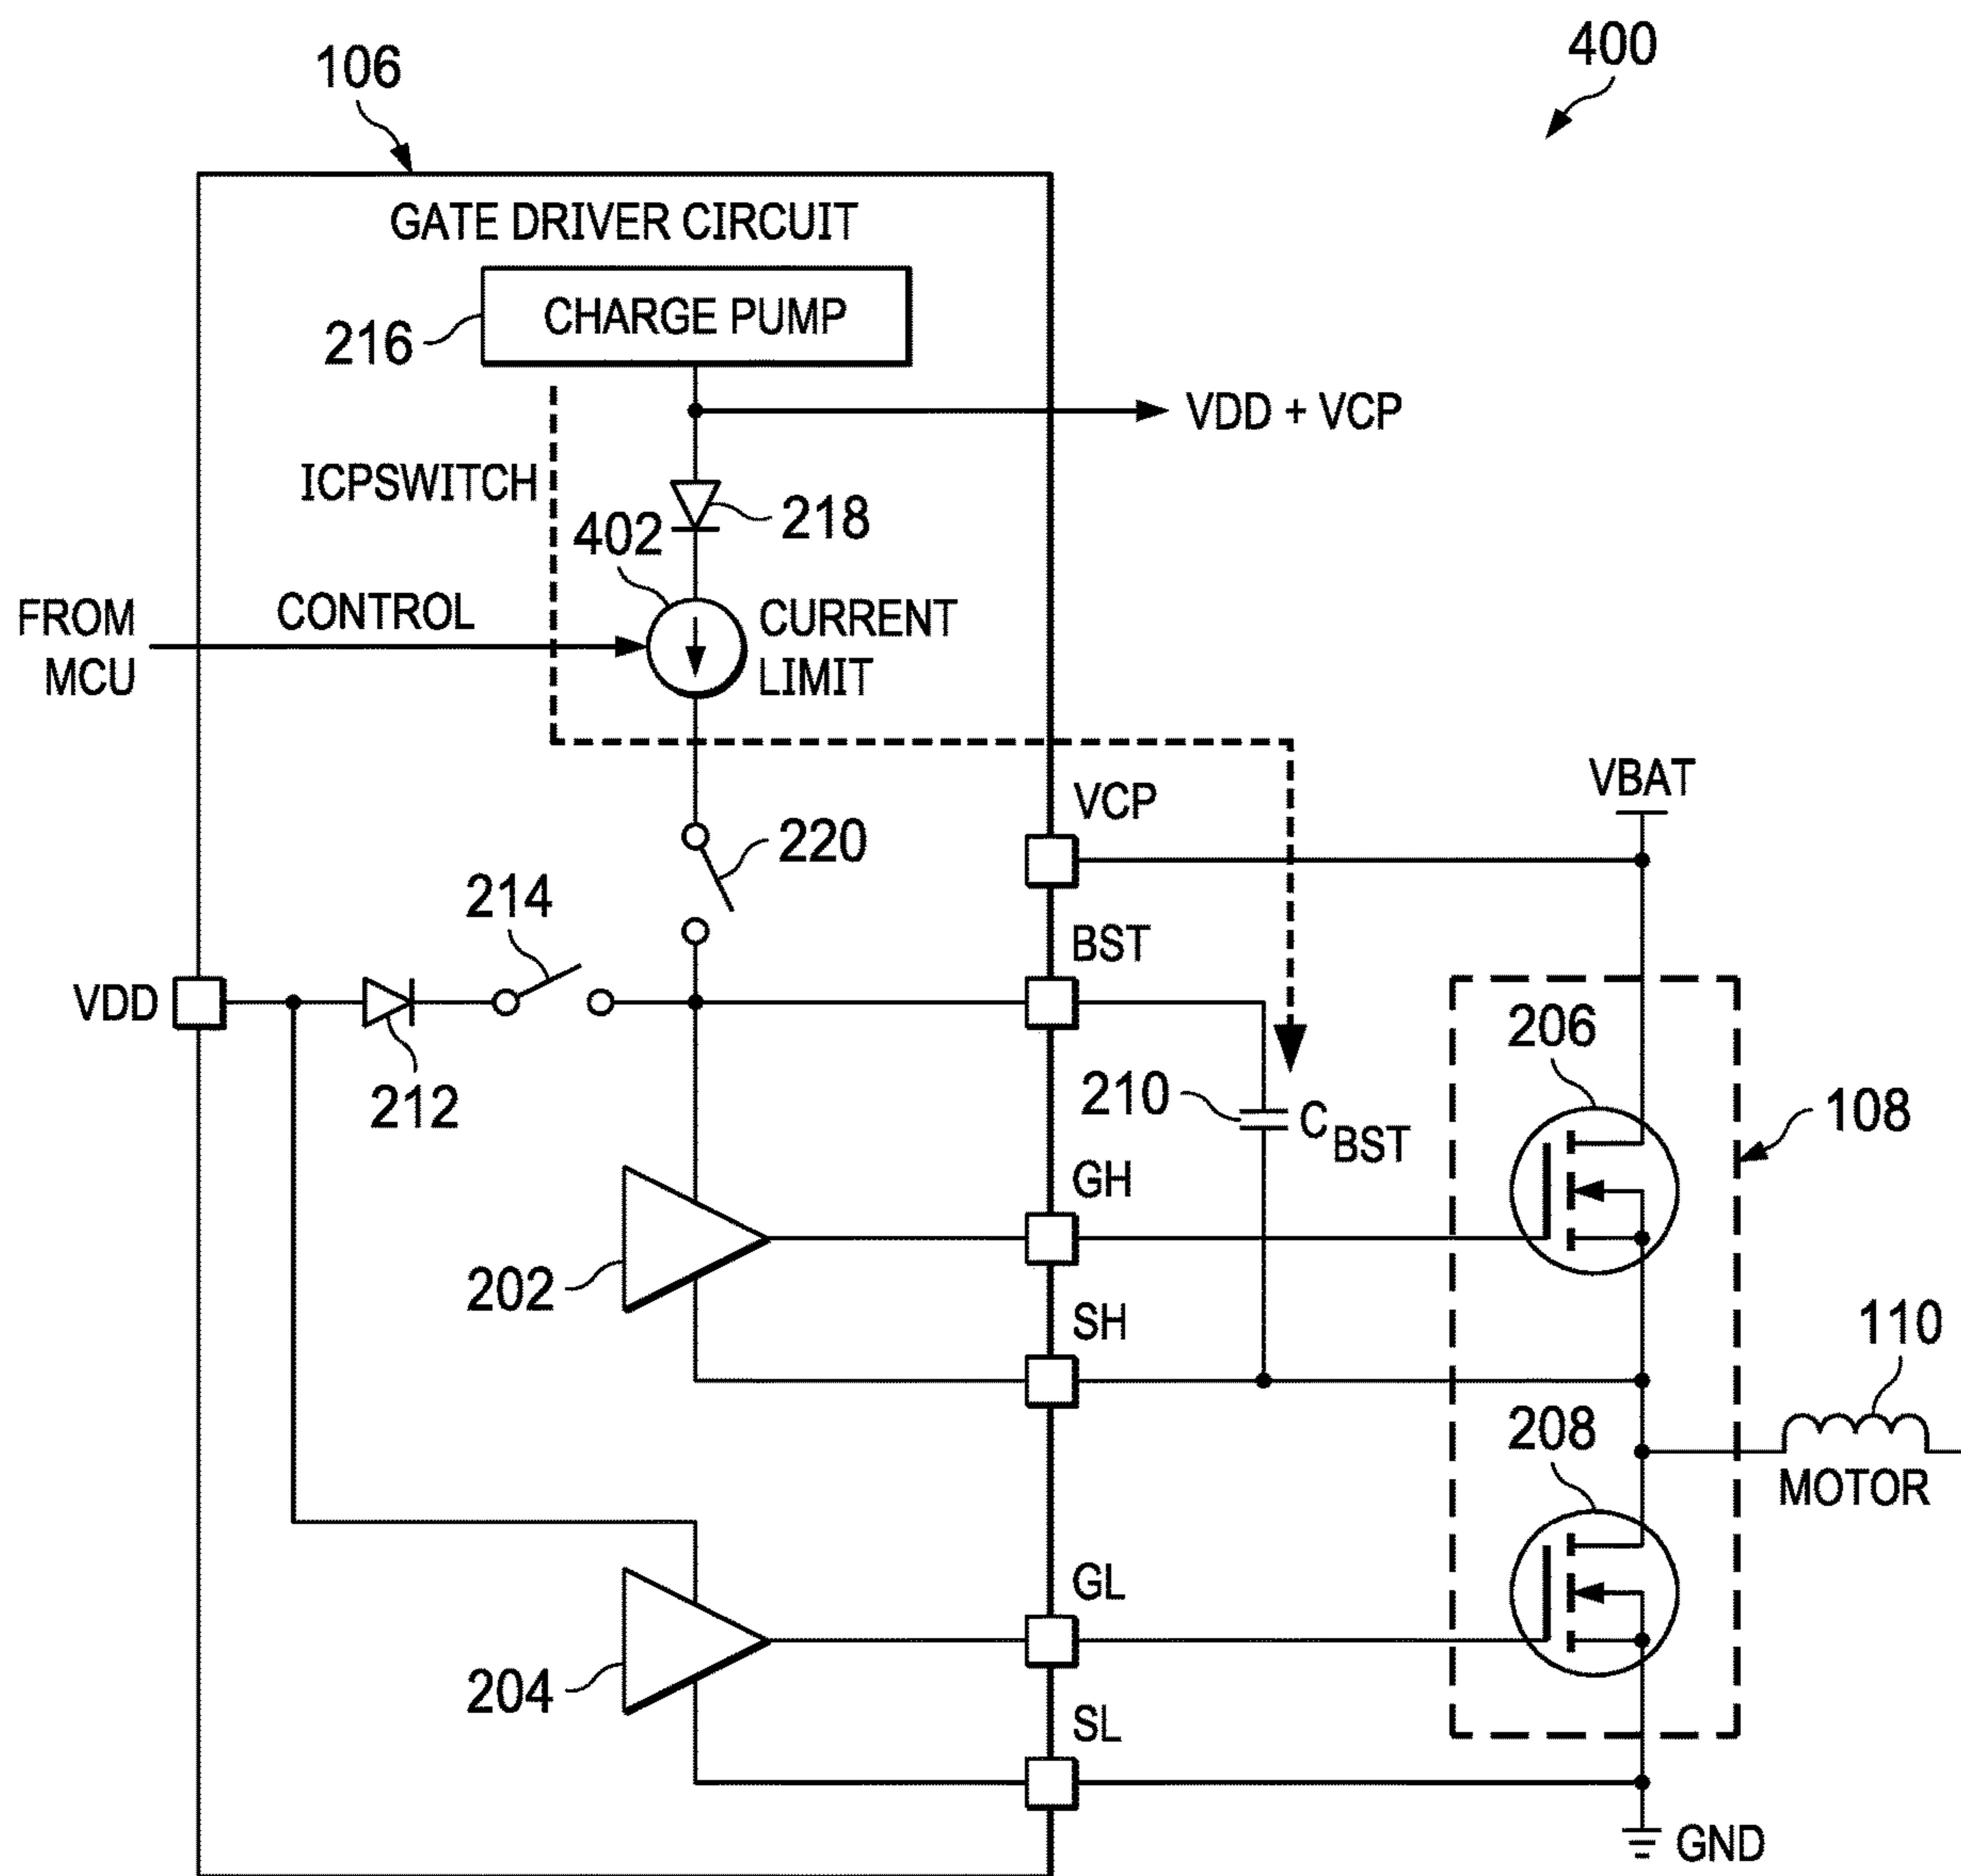 400
106
GATE DRIVER CIRCUIT
CHARGE PUMP
216
VDD + VCP
ICPSWITCH
218
402
FROM
MCU
CONTROL
CURRENT
LIMIT
VCP
VBAT
220
214
BST
VDD
206
212
210
C BST
108
GH
202
SH
110
208
MOTOR
GL
204
SL
GND